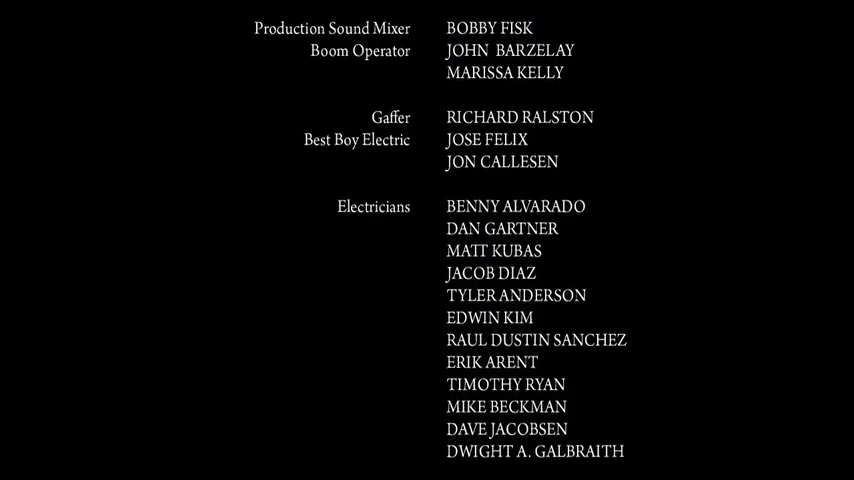 Production Sound Mixer BOBBY FISK
Boom Operator JOHN BARZELAY
MARISSA KELLY
Gaffer RICHARD RALSTON
Best Boy Electric JOSE FELIX
JON CALLESEN
Electricians BENNY ALVARADO
DAN GARTNER
MATT KUBAS
JACOB DIAZ
TYLER ANDERSON
EDWIN KIM
RAUL DUSTIN SANCHEZ
ERIK ARENT
TIMOTHY RYAN
MIKE BECKMAN
DAVE JACOBSEN
DWIGHT A. GALBRAITH